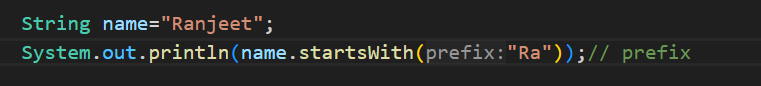 String name="Ranjeet";
System.out.println(name.startsWith(prefix:"Ra"));// prefix